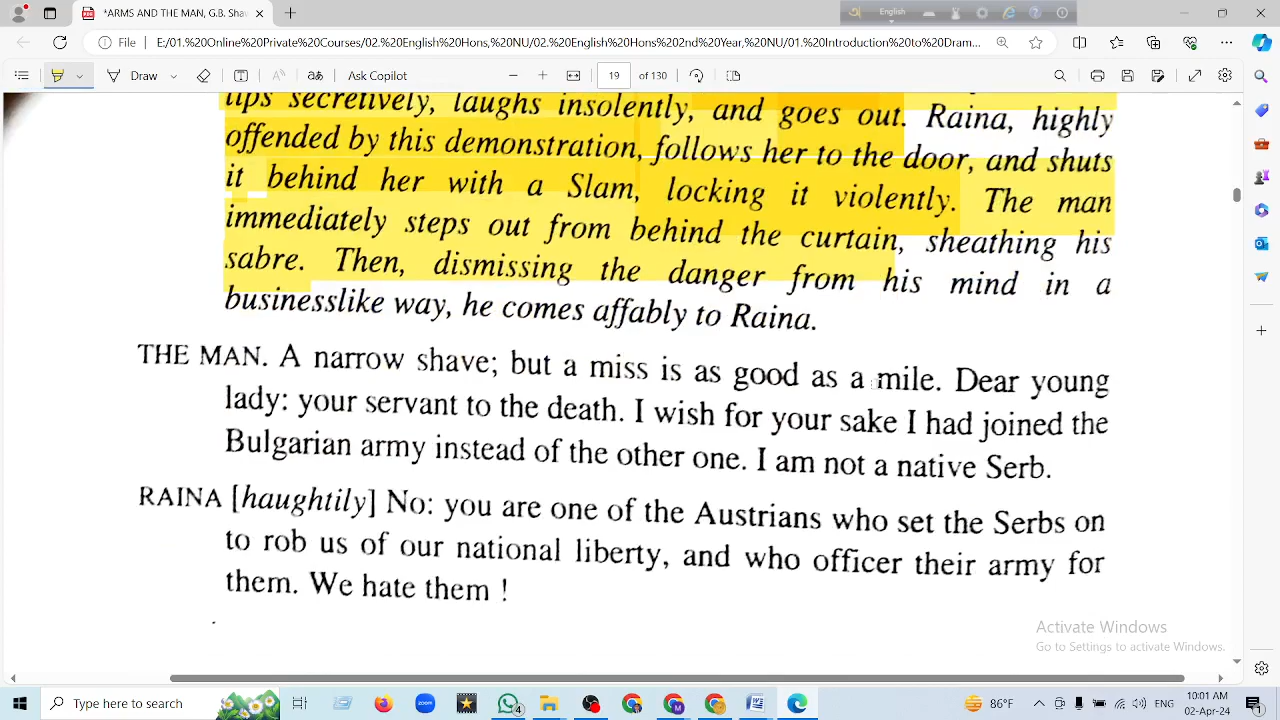 *ARMS AND THE MAN. G.B. Sha
File E:/01.%20Online%20Private%20Courses/02.%20English%20Hons,%20NU/02.%20English%20Hons%202nd%20Year,%20NU/01.%20Introduction%20to%20Dram...
English
Draw Ask Copilot 19 of 130
lips secretively, laughs insolently, and goes out. Raina, highly
offended by this demonstration, follows her to the door, and shuts
it behind her with a Slam, locking it violently. The man
immediately steps out from behind the curtain, sheathing his
sabre. Then, dismissing the danger from his mind in a
businesslike way, he comes affably to Raina.
THE MAN. A narrow shave; but a miss is as good as a mile. Dear young
lady: your servant to the death. I wish for your sake I had joined the
Bulgarian army instead of the other one. I am not a native Serb.
RAINA [haughtily] No: you are one of the Austrians who set the Serbs on
to rob us of our national liberty, and who officer their army for
them. We hate them !
Activate Windows
Go to Settings to activate Windows.
Type here to search
zoom
4
86°F
ENG
10:01 AM
02-Apr-24
1